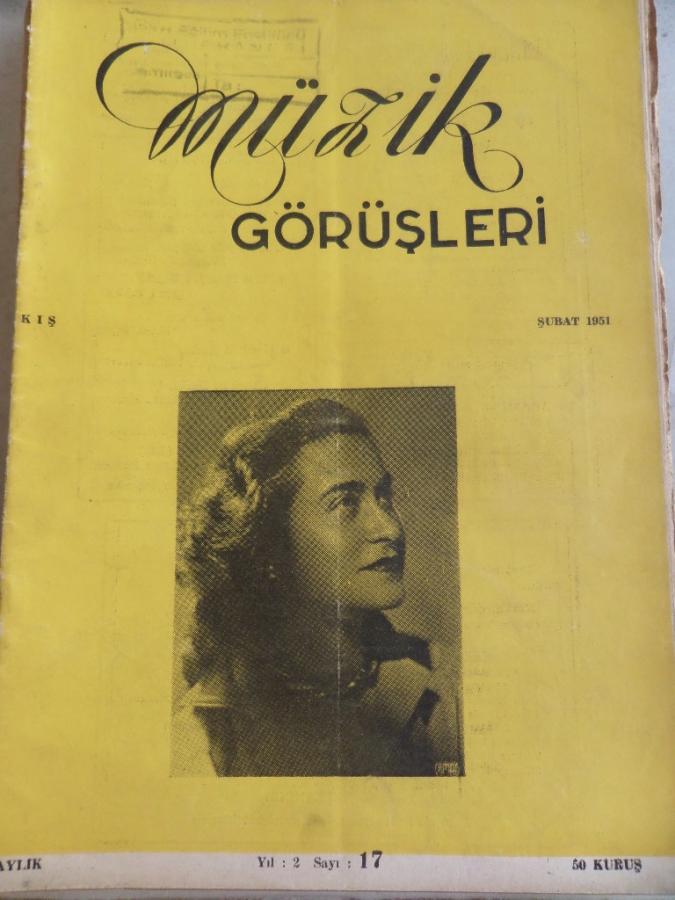 müzik
GÖRÜŞLERİ
KIŞ
ŞUBAT 1951
AYLIK
Yıl : 2 Sayı : 17
50 KURUŞ